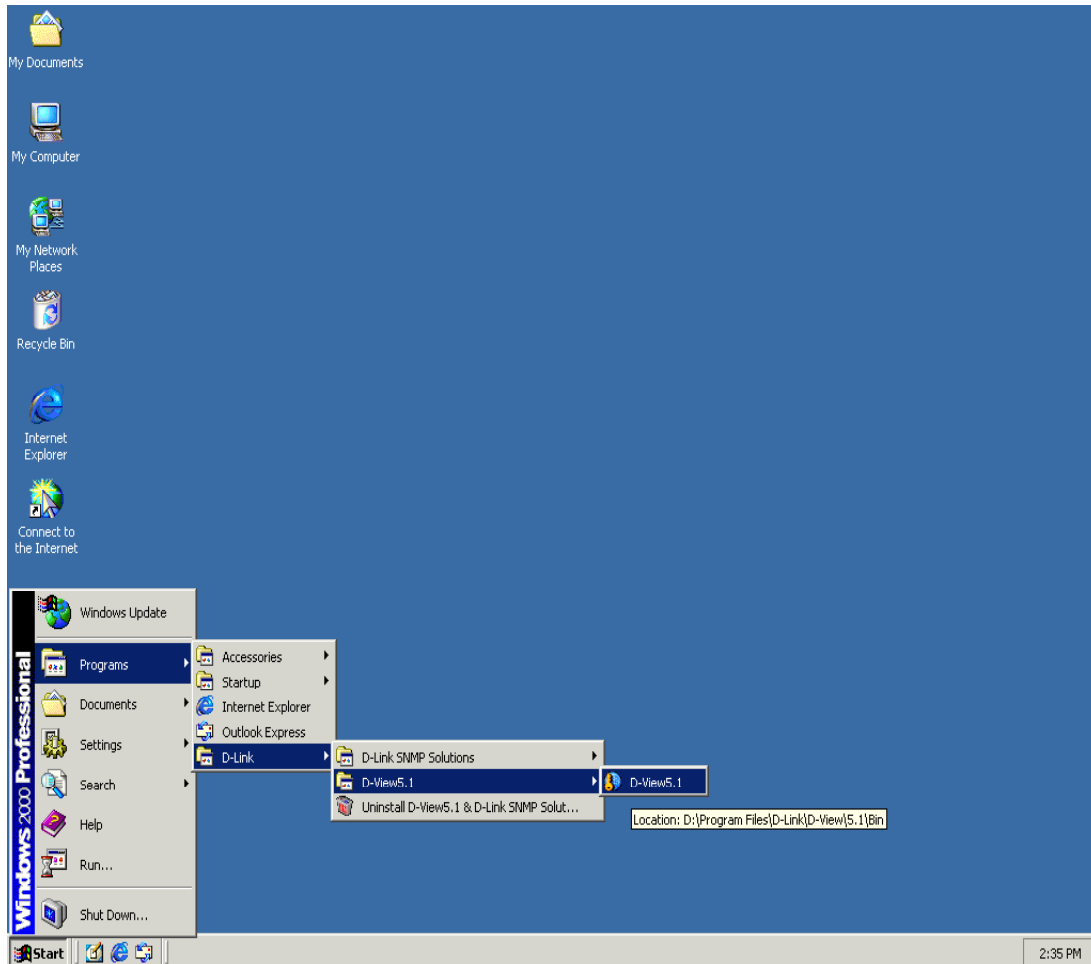 My Documents
My Computer
My Network
Places
Recycle Bin
Internet
Explorer
Connect to
the Internet
Windows 2000 Professional
Windows Update
Programs
Documents
Settings
Search
Help
Run...
Shut Down...
Accessories
Startup
Internet Explorer
Outlook Express
D-Link
D-Link SNMP Solutions
D-View5.1
Uninstall D-View5.1 & D-Link SNMP Solut...
D-View5.1
Location: D:\Program Files\D-Link\D-View\5.1\Bin
Start
2:35 PM